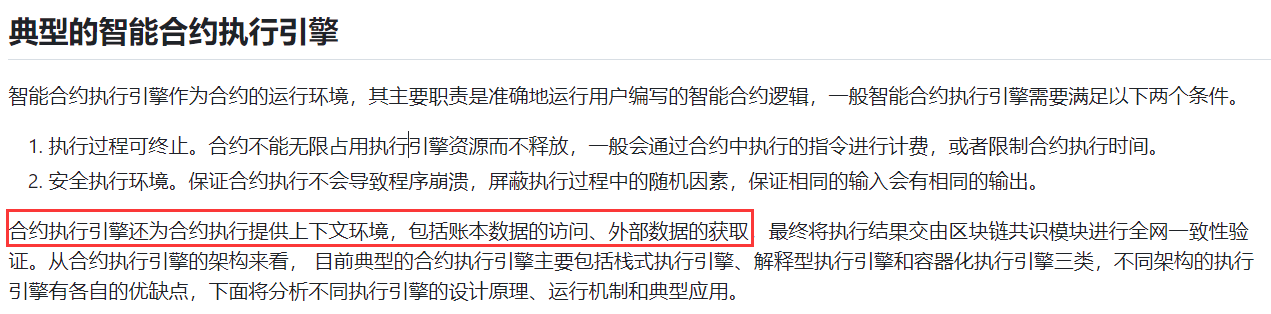 典型的智能合约执行引擎
智能合约执行引擎作为合约的运行环境，其主要职责是准确地运行用户编写的智能合约逻辑，一般智能合约执行引擎需要满足以下两个条件。
1. 执行过程可终止。合约不能无限占用执行引擎资源而不释放，一般会通过合约中执行的指令进行计费，或者限制合约执行时间。
2. 安全执行环境。保证合约执行不会导致程序崩溃，屏蔽执行过程中的随机因素，保证相同的输入会有相同的输出。
合约执行引擎还为合约执行提供上下文环境，包括账本数据的访问、外部数据的获取 最终将执行结果交由区块链共识模块进行全网一致性验
证。从合约执行引擎的架构来看， 目前典型的合约执行引擎主要包括栈式执行引擎、解释型执行引擎和容器化执行引擎三类，不同架构的执行
引擎有各自的优缺点，下面将分析不同执行引擎的设计原理、运行机制和典型应用。